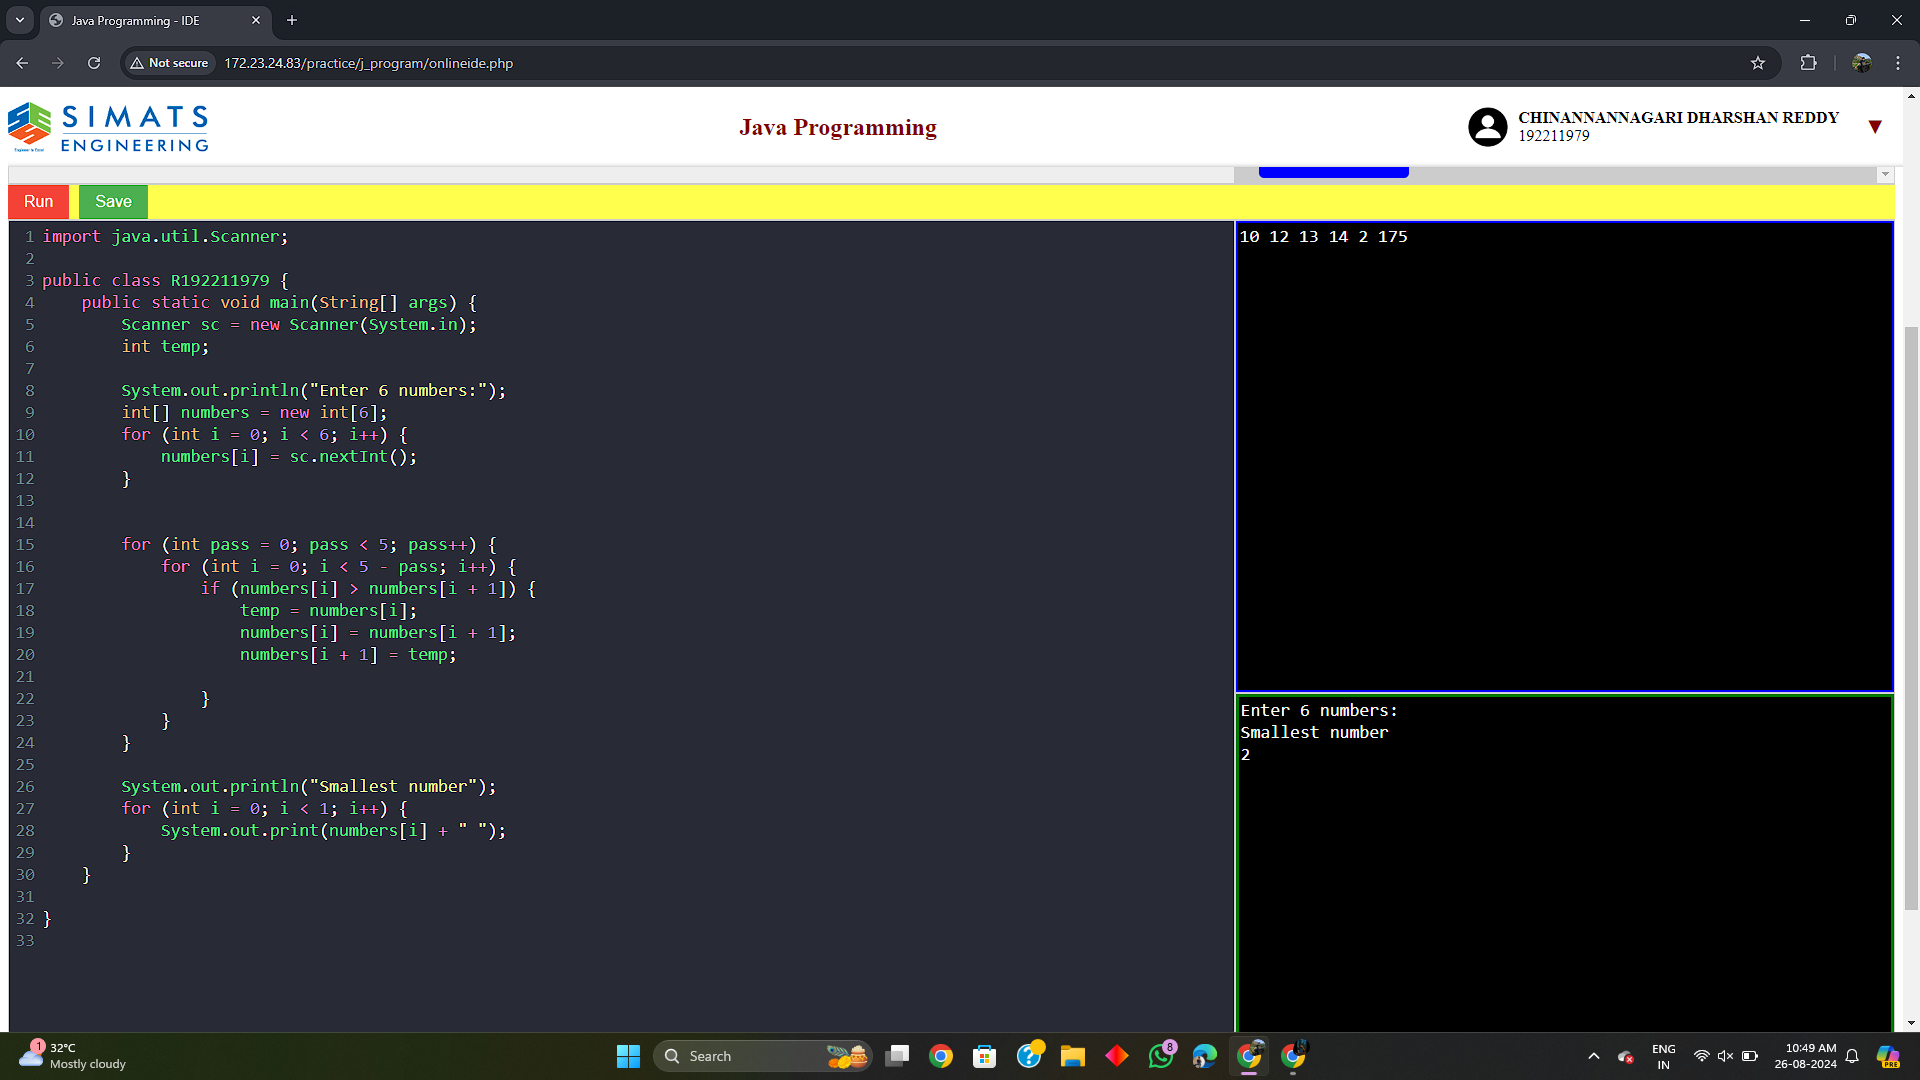 Java Programming - IDE
Not secure
172.23.24.83/practice/j_program/onlineide.php
SIMATS
ENGINEERING
Java Programming
CHINANNANNAGARI DHARSHAN REDDY
192211979
Run
Save
1 import java.util.Scanner;
2
3 public class R192211979 {
4     public static void main(String[] args) {
5         Scanner sc = new Scanner(System.in);
6         int temp;
7
8         System.out.println("Enter 6 numbers:");
9         int[] numbers = new int[6];
10         for (int i = 0; i < 6; i++) {
11             numbers[i] = sc.nextInt();
12         }
13
14
15         for (int pass = 0; pass < 5; pass++) {
16             for (int i = 0; i < 5 - pass; i++) {
17                 if (numbers[i] > numbers[i + 1]) {
18                     temp = numbers[i];
19                     numbers[i] = numbers[i + 1];
20                     numbers[i + 1] = temp;
21
22                 }
23             }
24         }
25
26         System.out.println("Smallest number");
27         for (int i = 0; i < 1; i++) {
28             System.out.print(numbers[i] + " ");
29         }
30     }
31
32 }
33
10 12 13 14 2 175
Enter 6 numbers:
Smallest number
2
1
32°C
Mostly cloudy
Search
8
ENG
IN
10:49 AM
26-08-2024
PRE